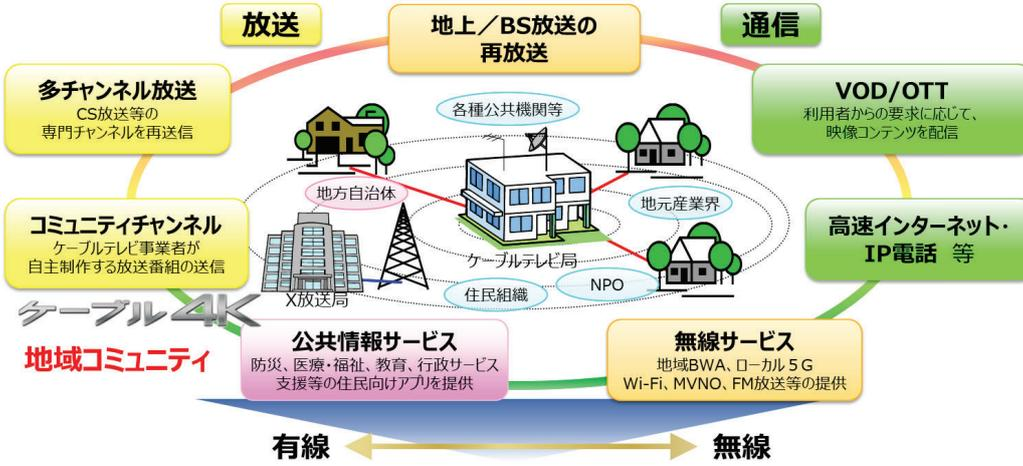 放送
地上／BS放送の
再放送
通信
多チャンネル放送
CS放送等の
専門チャンネルを再送信
各種公共機関等
VOD/OTT
利用者からの要求に応じて、
映像コンテンツを配信
地方自治体
地元産業界
コミュニティチャンネル
ケーブルテレビ事業者が
自主制作する放送番組の送信
高速インターネット・
IP電話 等
ケーブルテレビ局
X放送局
住民組織
NPO
ケーブル4K
地域コミュニティ
公共情報サービス
防災、医療・福祉、教育、行政サービス
支援等の住民向けアプリを提供
無線サービス
地域BWA、ローカル５G
Wi-Fi、MVNO、FM放送等の提供
有線
無線